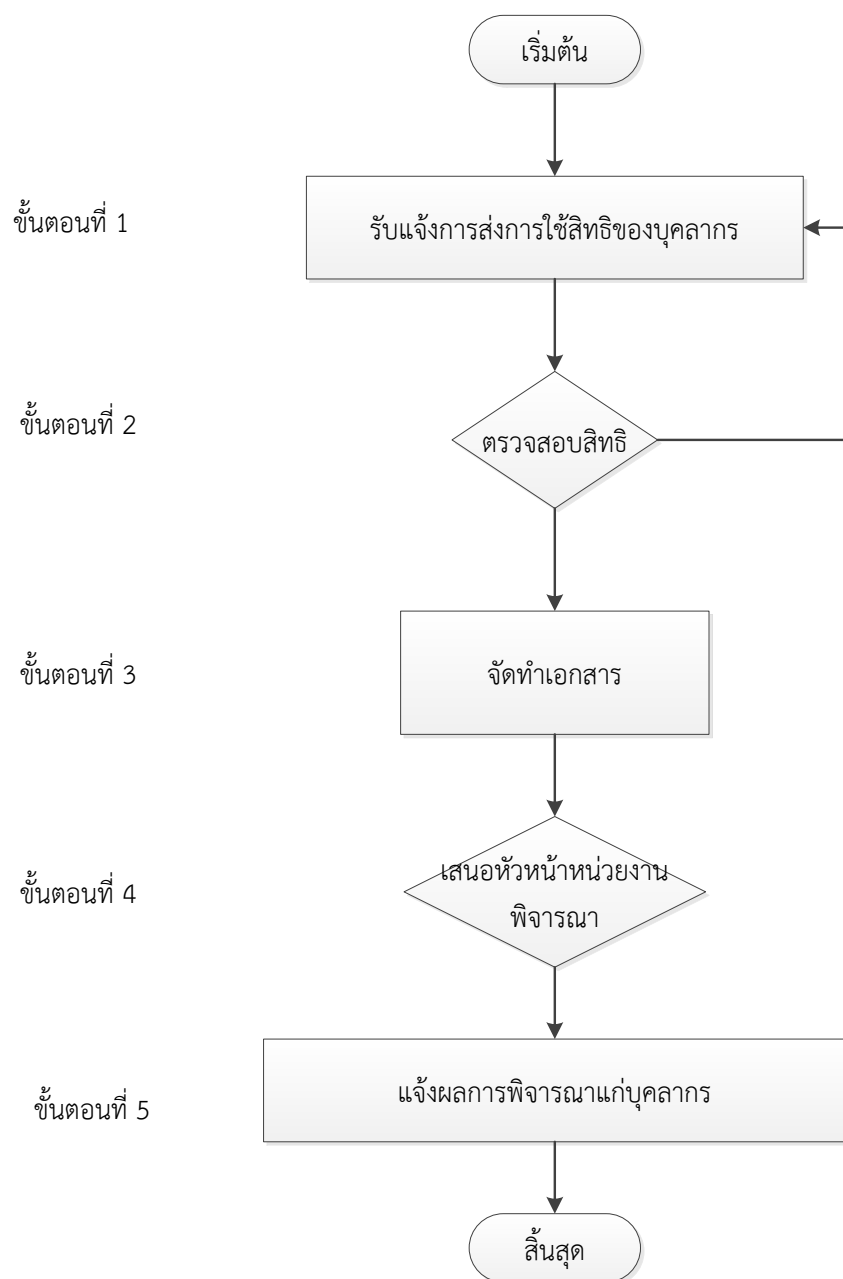 เริ่มต้น
ขั้นตอนที่ 1
รับแจ้งการส่งการใช้สิทธิของบุคลากร
ขั้นตอนที่ 2
ตรวจสอบสิทธิ
ขั้นตอนที่ 3
จัดทำเอกสาร
ขั้นตอนที่ 4
เสนอหัวหน้าหน่วยงาน
พิจารณา
ขั้นตอนที่ 5
แจ้งผลการพิจารณาแก่บุคลากร
สิ้นสุด